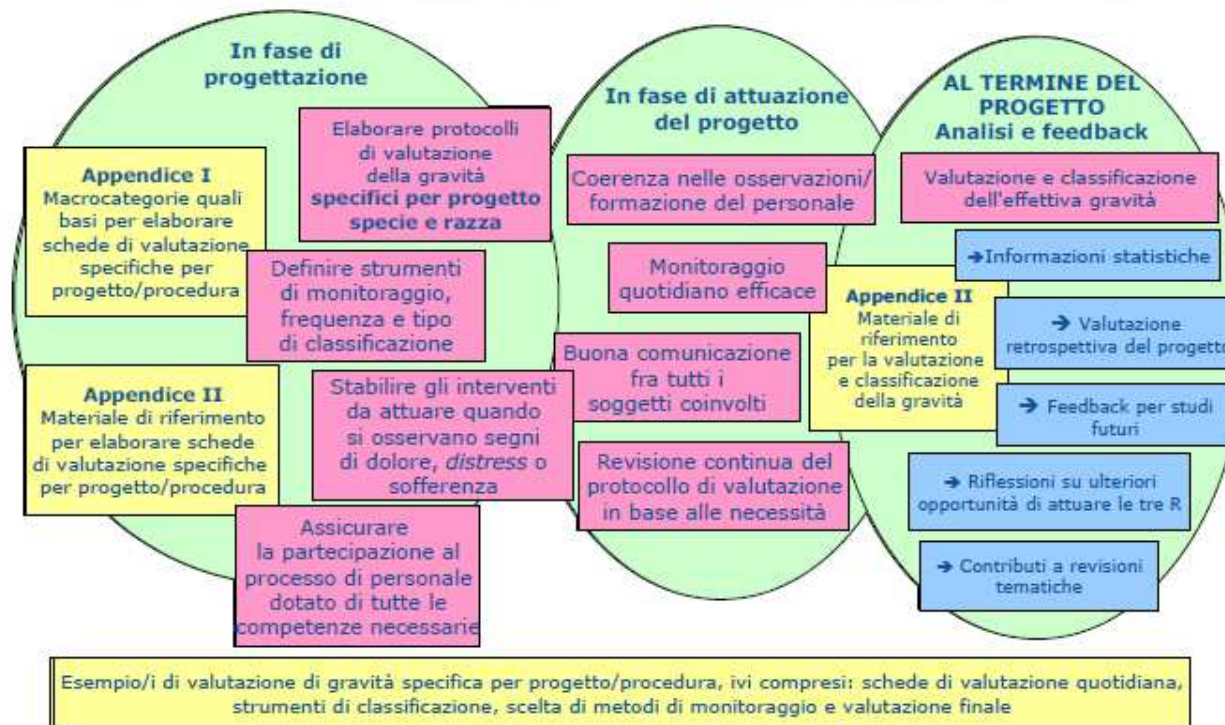 In fase di
progettazione
Elaborare protocolli
di valutazione
della gravità
specifici per progetto
specie e razza
Appendice I
Macrocategorie quali
basi per elaborare
schede di valutazione
specifiche per
progetto/procedura
Definire strumenti
di monitoraggio,
frequenza e tipo
di classificazione
Appendice II
Materiale di riferimento
per elaborare schede
di valutazione specifiche
per progetto/procedura
Stabilire gli interventi
da attuare quando
si osservano segni
di dolore, distress o
sofferenza
Assicurare
la partecipazione al
processo di personale
dotato di tutte le
competenze necessarie
In fase di attuazione
del progetto
Coerenza nelle osservazioni/
formazione del personale
Monitoraggio
quotidiano efficace
Buona comunicazione
fra tutti i
soggetti coinvolti
Revisione continua del
protocollo di valutazione
in base alle necessità
AL TERMINE DEL
PROGETTO
Analisi e feedback
Valutazione e classificazione
dell'effettiva gravità
→Informazioni statistiche
Appendice II
Materiale di
riferimento
per la valutazione
e classificazione
della gravità
→ Valutazione
retrospettiva del progetto
→ Feedback per studi
futuri
→ Riflessioni su ulteriori
opportunità di attuare le tre R
→ Contributi a revisioni
tematiche
Esempio/i di valutazione di gravità specifica per progetto/procedura, ivi compresi: schede di valutazione quotidiana,
strumenti di classificazione, scelta di metodi di monitoraggio e valutazione finale